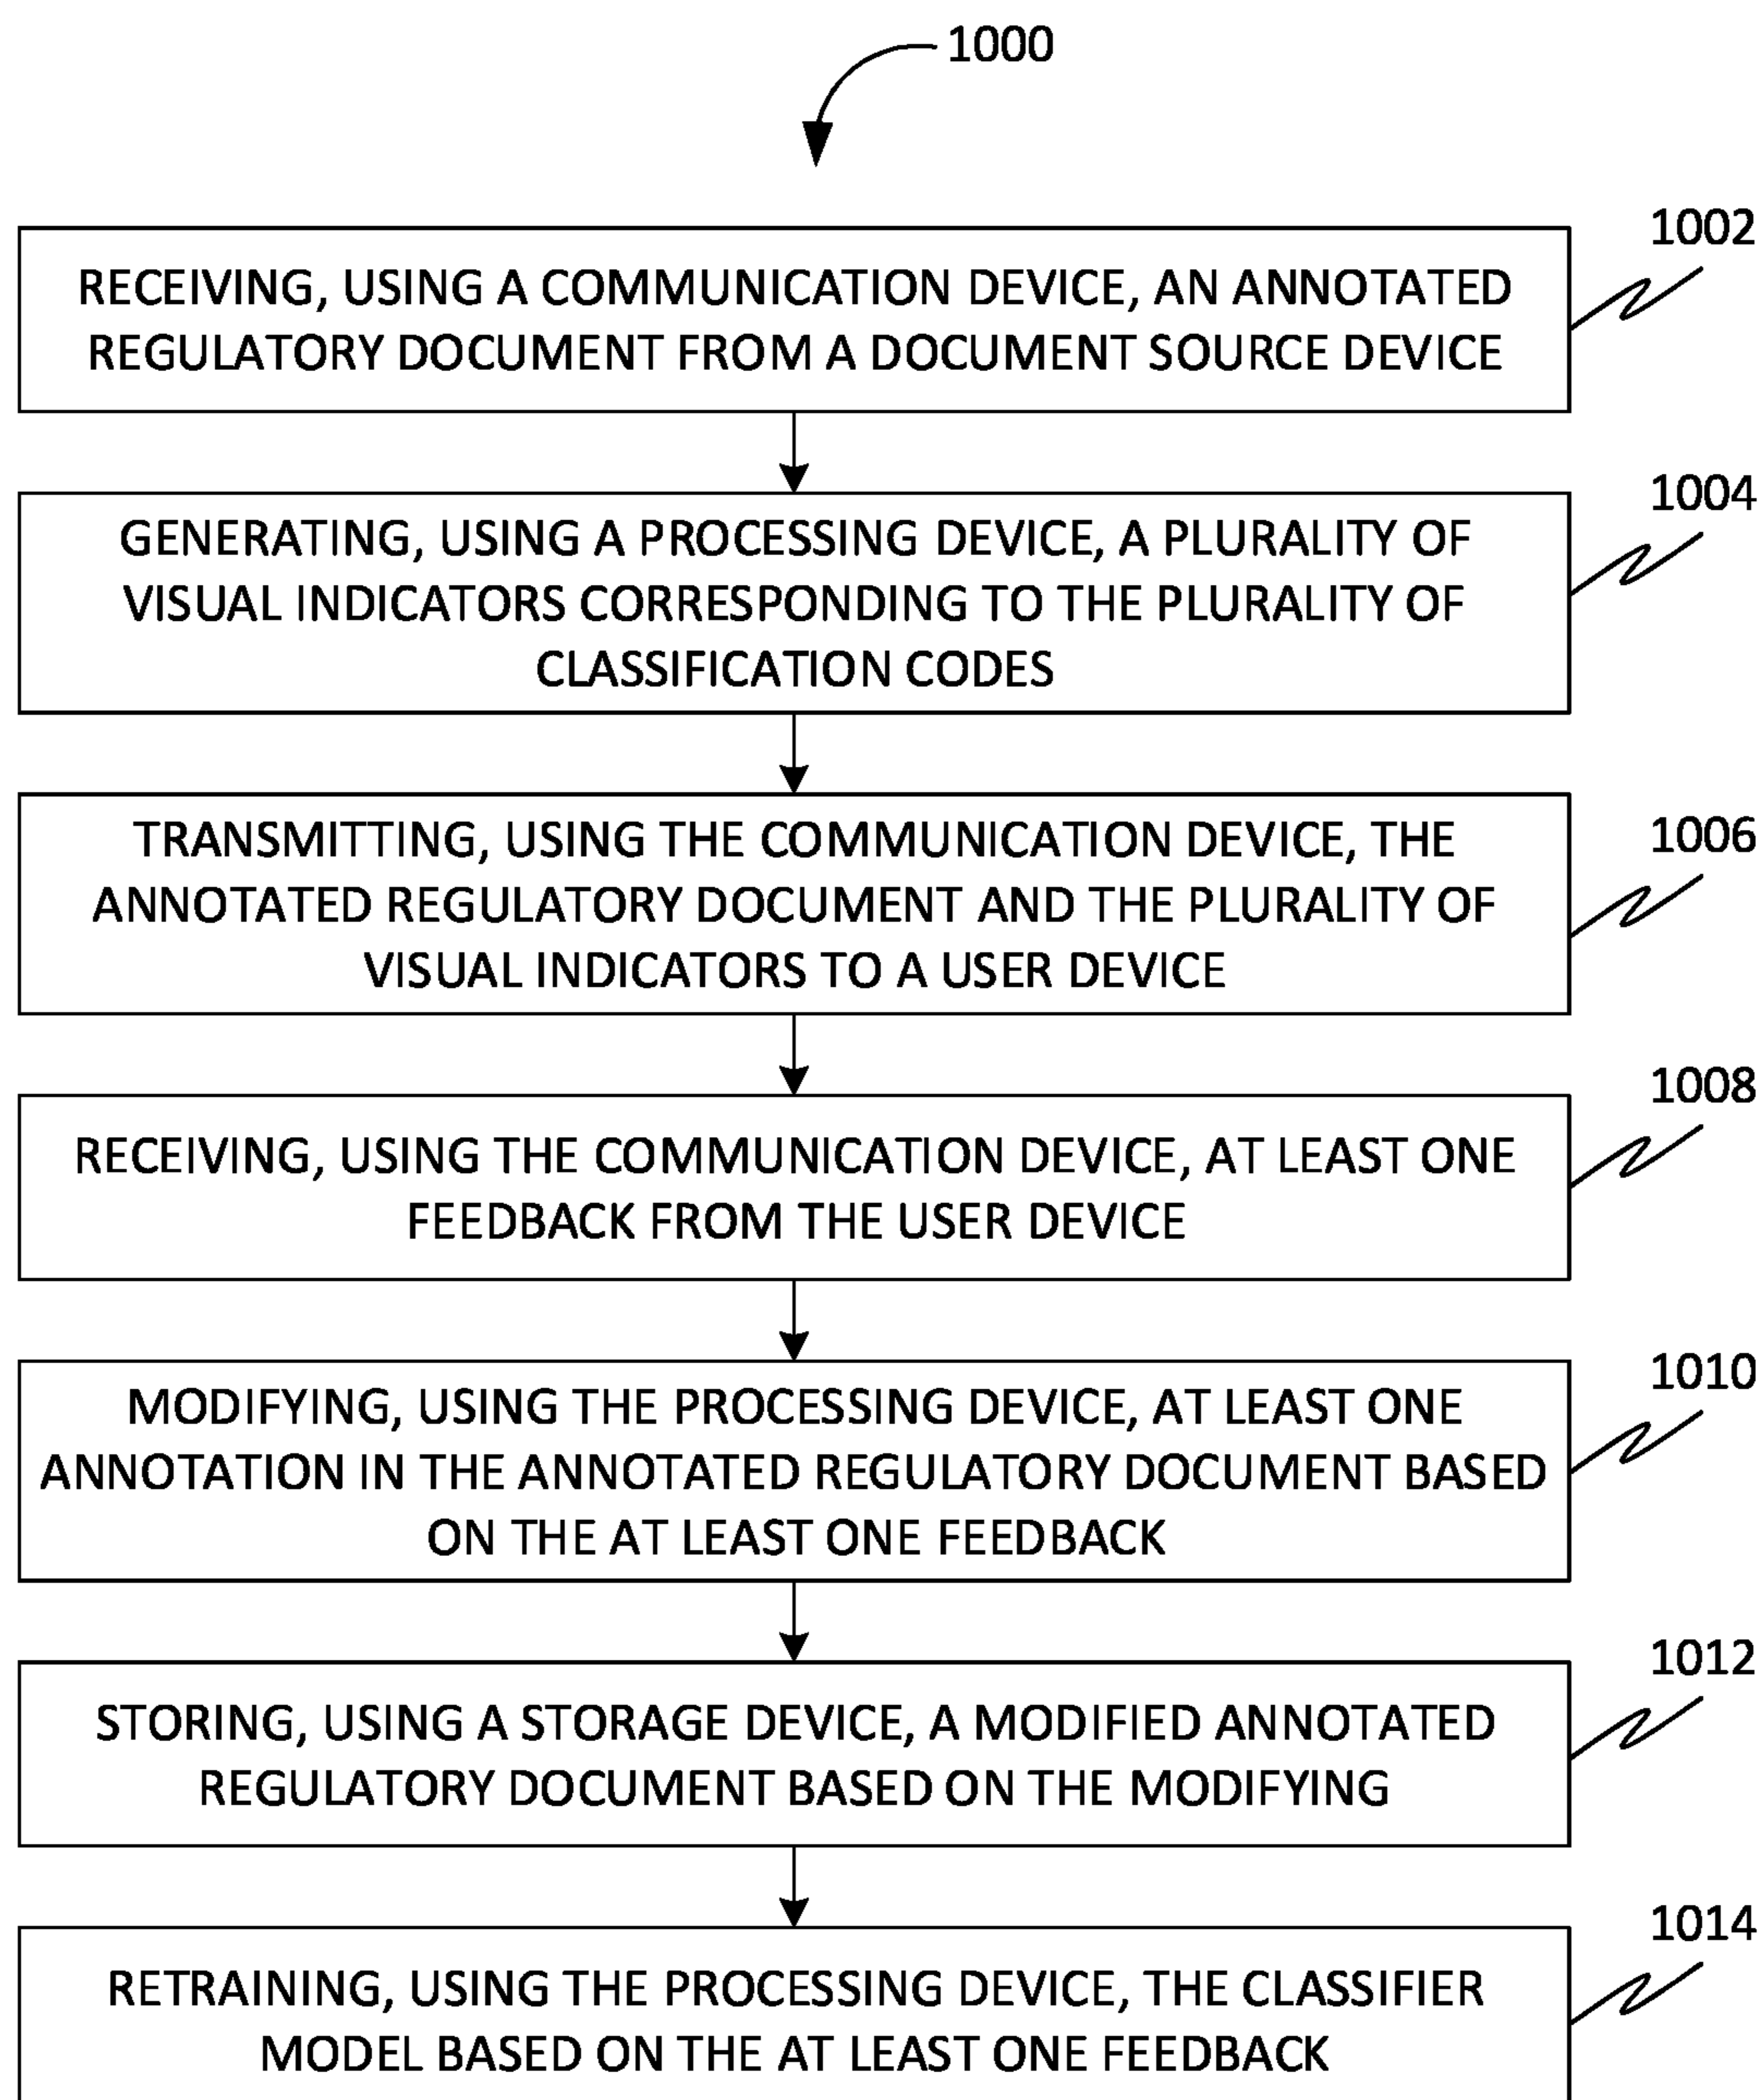 1000
1002
RECEIVING, USING A COMMUNICATION DEVICE, AN ANNOTATED
REGULATORY DOCUMENT FROM A DOCUMENT SOURCE DEVICE
1004
GENERATING, USING A PROCESSING DEVICE, A PLURALITY OF
VISUAL INDICATORS CORRESPONDING TO THE PLURALITY OF
CLASSIFICATION CODES
1006
TRANSMITTING, USING THE COMMUNICATION DEVICE, THE
ANNOTATED REGULATORY DOCUMENT AND THE PLURALITY OF
VISUAL INDICATORS TO A USER DEVICE
1008
RECEIVING, USING THE COMMUNICATION DEVICE, AT LEAST ONE
FEEDBACK FROM THE USER DEVICE
1010
MODIFYING, USING THE PROCESSING DEVICE, AT LEAST ONE
ANNOTATION IN THE ANNOTATED REGULATORY DOCUMENT BASED
ON THE AT LEAST ONE FEEDBACK
1012
STORING, USING A STORAGE DEVICE, A MODIFIED ANNOTATED
REGULATORY DOCUMENT BASED ON THE MODIFYING
1014
RETRAINING, USING THE PROCESSING DEVICE, THE CLASSIFIER
MODEL BASED ON THE AT LEAST ONE FEEDBACK